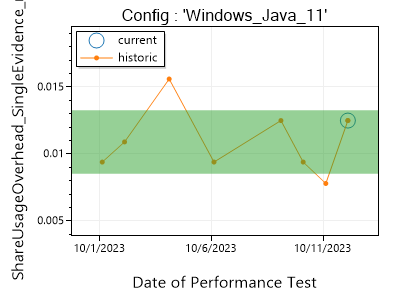 Config : 'Windows_Java_11'
current
historic
ShareUsageOverhead_SingleEvidence_
0.015
0.01
0.005
10/1/2023
10/6/2023
10/11/2023
Date of Performance Test